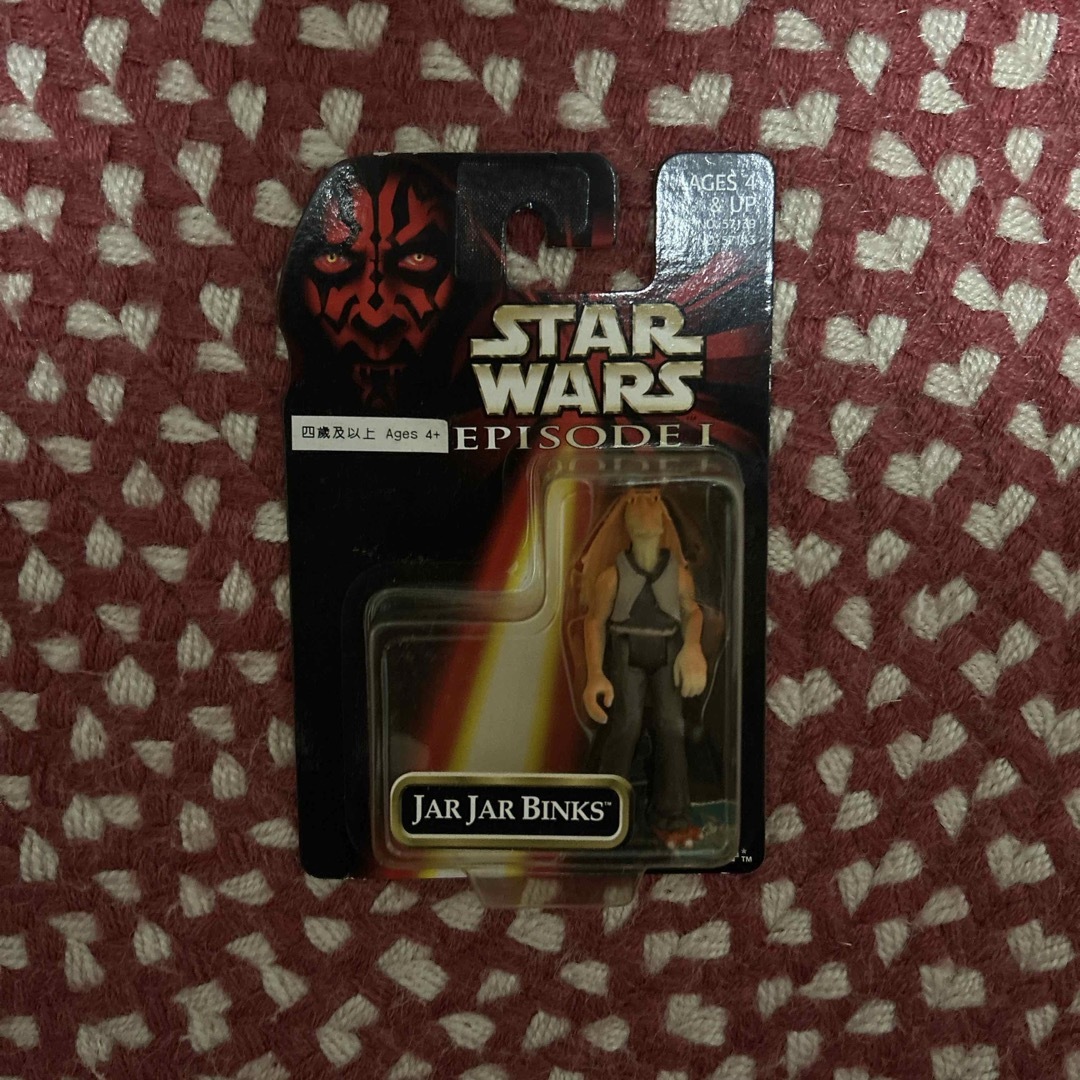 AGES 4
& UP
STAR
WARS
四歲及以上 Ages 4+
EPISODE I
JAR JAR BINKS™